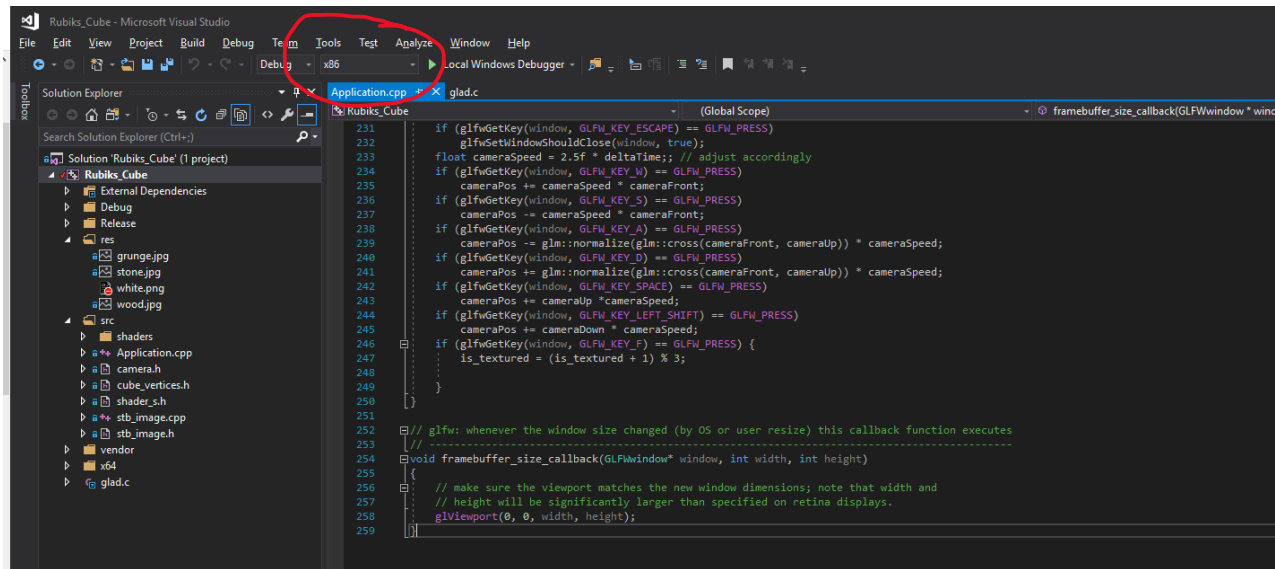 Rubiks_Cube - Microsoft Visual Studio
File Edit View Project Build Debug Team Tools Test Analyze Window Help
Debug x86 Local Windows Debugger
Toolbox
Solution Explorer
Search Solution Explorer (Ctrl+;)
Solution 'Rubiks_Cube' (1 project)
Rubiks_Cube
External Dependencies
Debug
Release
res
grunge.jpg
stone.jpg
white.png
wood.jpg
src
shaders
Application.cpp
camera.h
cube_vertices.h
shader_s.h
stb_image.cpp
stb_image.h
vendor
x64
glad.c
Application.cpp glad.c
Rubiks_Cube (Global Scope) framebuffer_size_callback(GLFWwindow * wind
231 if (glfwGetKey(window, GLFW_KEY_ESCAPE) == GLFW_PRESS)
232 glfwSetWindowShouldClose(window, true);
233 float cameraSpeed = 2.5f * deltaTime;; // adjust accordingly
234 if (glfwGetKey(window, GLFW_KEY_W) == GLFW_PRESS)
235 cameraPos += cameraSpeed * cameraFront;
236 if (glfwGetKey(window, GLFW_KEY_S) == GLFW_PRESS)
237 cameraPos -= cameraSpeed * cameraFront;
238 if (glfwGetKey(window, GLFW_KEY_A) == GLFW_PRESS)
239 cameraPos -= glm::normalize(glm::cross(cameraFront, cameraUp)) * cameraSpeed;
240 if (glfwGetKey(window, GLFW_KEY_D) == GLFW_PRESS)
241 cameraPos += glm::normalize(glm::cross(cameraFront, cameraUp)) * cameraSpeed;
242 if (glfwGetKey(window, GLFW_KEY_SPACE) == GLFW_PRESS)
243 cameraPos += cameraUp *cameraSpeed;
244 if (glfwGetKey(window, GLFW_KEY_LEFT_SHIFT) == GLFW_PRESS)
245 cameraPos += cameraDown * cameraSpeed;
246 if (glfwGetKey(window, GLFW_KEY_F) == GLFW_PRESS) {
247 is_textured = (is_textured + 1) % 3;
248
249 }
250 }
251
252 // glfw: whenever the window size changed (by OS or user resize) this callback function executes
253 // ---------------------------------------------------------------------------------------------
254 void framebuffer_size_callback(GLFWwindow* window, int width, int height)
255 {
256 // make sure the viewport matches the new window dimensions; note that width and
257 // height will be significantly larger than specified on retina displays.
258 glViewport(0, 0, width, height);
259 }